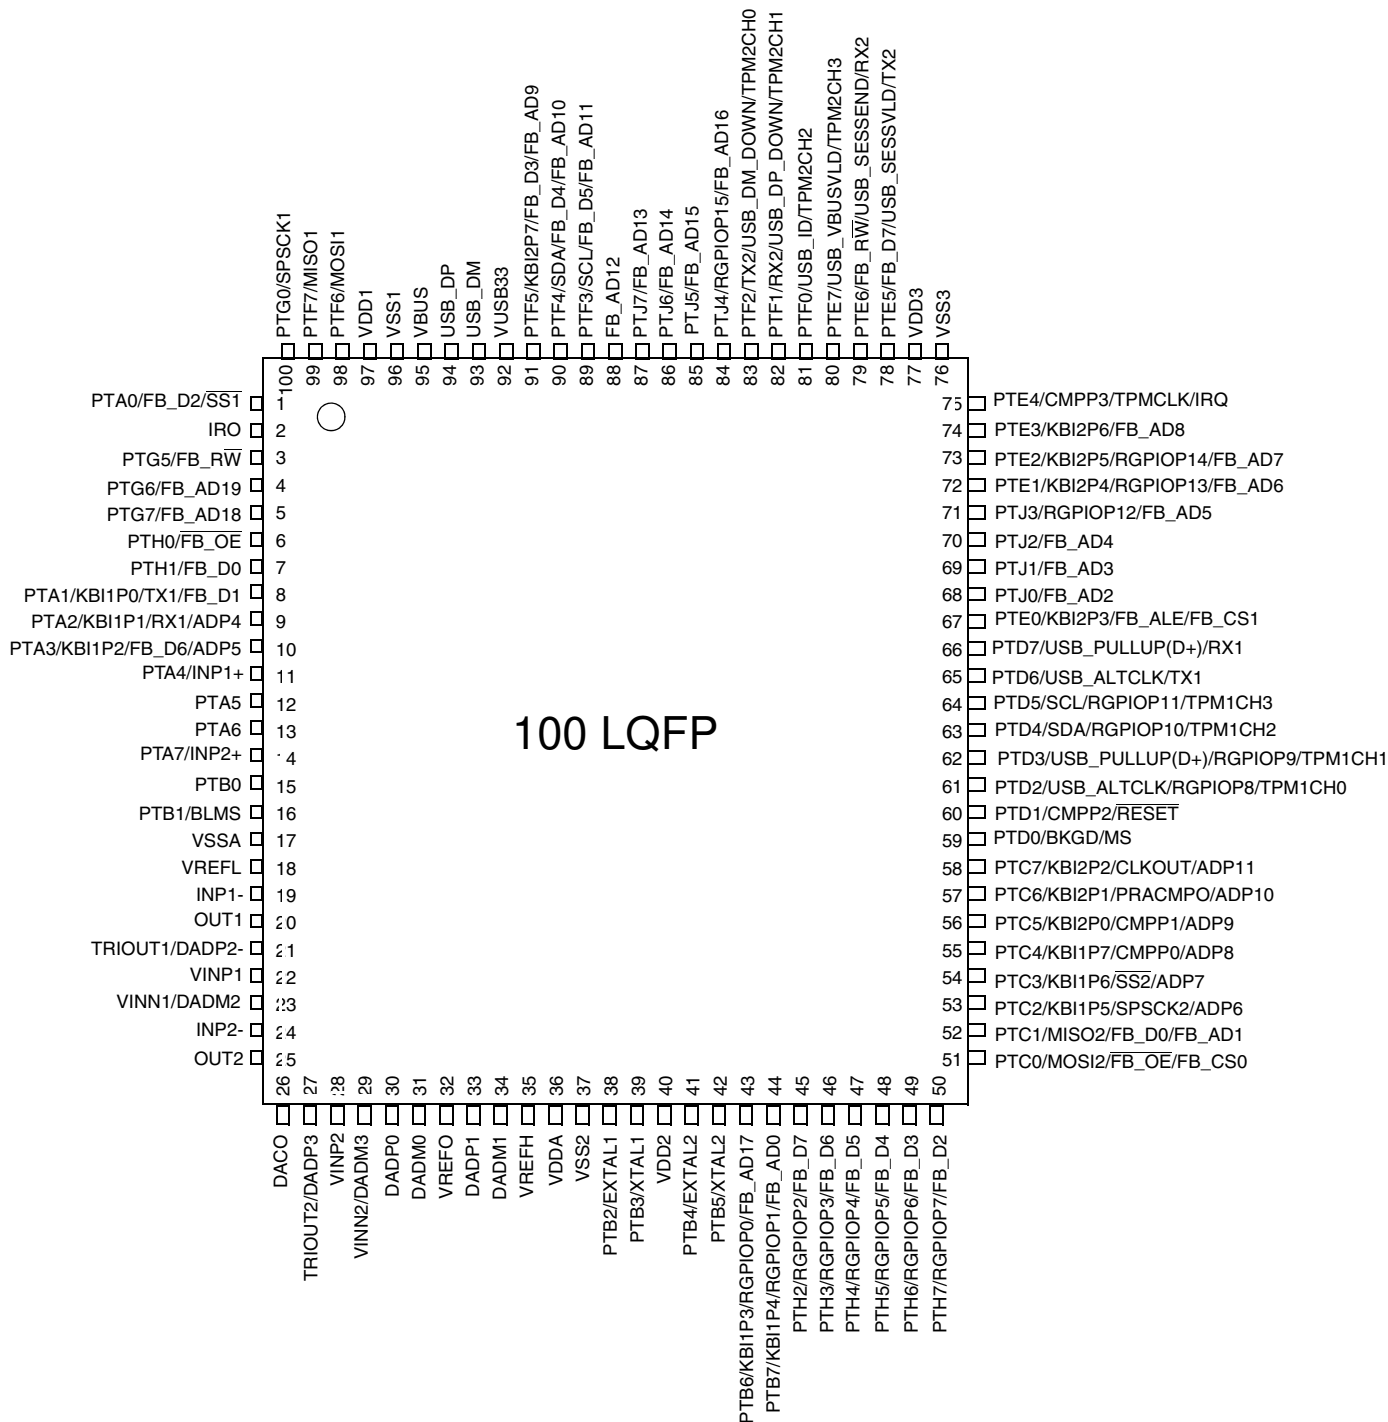 PTG0/SPSCK1
PTF7/MISO1
PTF6/MOSI1
VDD1
VSS1
VBUS
USB_DP
USB_DM
VUSB33
PTF5/KBI2P7/FB_D3/FB_AD9
PTF4/SDA/FB_D4/FB_AD10
PTF3/SCL/FB_D5/FB_AD11
FB_AD12
PTJ7/FB_AD13
PTJ6/FB_AD14
PTJ5/FB_AD15
PTJ4/RGPIOP15/FB_AD16
PTF2/TX2/USB_DM_DOWN/TPM2CH0
PTF1/RX2/USB_DP_DOWN/TPM2CH1
PTF0/USB_ID/TPM2CH2
PTE7/USB_VBUSVLD/TPM2CH3
PTE6/FB_RW̅/USB_SESSEND/RX2
PTE5/FB_D7/USB_SESSVLD/TX2
VDD3
VSS3
100 99 98 97 96 95 94 93 92 91 90 89 88 87 86 85 84 83 82 81 80 79 78 77 76
PTA0/FB_D2/S̅S̅1̅ 1
IRO 2
PTG5/FB_RW̅ 3
PTG6/FB_AD19 4
PTG7/FB_AD18 5
PTH0/F̅B̅_̅O̅E̅ 6
PTH1/FB_D0 7
PTA1/KBI1P0/TX1/FB_D1 8
PTA2/KBI1P1/RX1/ADP4 9
PTA3/KBI1P2/FB_D6/ADP5 10
PTA4/INP1+ 11
PTA5 12
PTA6 13
PTA7/INP2+ 14
PTB0 15
PTB1/BLMS 16
VSSA 17
VREFL 18
INP1- 19
OUT1 20
TRIOUT1/DADP2- 21
VINP1 22
VINN1/DADM2 23
INP2- 24
OUT2 25
100 LQFP
75 PTE4/CMPP3/TPMCLK/IRQ
74 PTE3/KBI2P6/FB_AD8
73 PTE2/KBI2P5/RGPIOP14/FB_AD7
72 PTE1/KBI2P4/RGPIOP13/FB_AD6
71 PTJ3/RGPIOP12/FB_AD5
70 PTJ2/FB_AD4
69 PTJ1/FB_AD3
68 PTJ0/FB_AD2
67 PTE0/KBI2P3/FB_ALE/FB_CS1
66 PTD7/USB_PULLUP(D+)/RX1
65 PTD6/USB_ALTCLK/TX1
64 PTD5/SCL/RGPIOP11/TPM1CH3
63 PTD4/SDA/RGPIOP10/TPM1CH2
62 PTD3/USB_PULLUP(D+)/RGPIOP9/TPM1CH1
61 PTD2/USB_ALTCLK/RGPIOP8/TPM1CH0
60 PTD1/CMPP2/R̅E̅S̅E̅T̅
59 PTD0/BKGD/MS
58 PTC7/KBI2P2/CLKOUT/ADP11
57 PTC6/KBI2P1/PRACMPO/ADP10
56 PTC5/KBI2P0/CMPP1/ADP9
55 PTC4/KBI1P7/CMPP0/ADP8
54 PTC3/KBI1P6/S̅S̅2̅/ADP7
53 PTC2/KBI1P5/SPSCK2/ADP6
52 PTC1/MISO2/FB_D0/FB_AD1
51 PTC0/MOSI2/F̅B̅_̅O̅E̅/FB_CS0
26 27 28 29 30 31 32 33 34 35 36 37 38 39 40 41 42 43 44 45 46 47 48 49 50
DACO
TRIOUT2/DADP3
VINP2
VINN2/DADM3
DADP0
DADM0
VREFO
DADP1
DADM1
VREFH
VDDA
VSS2
PTB2/EXTAL1
PTB3/XTAL1
VDD2
PTB4/EXTAL2
PTB5/XTAL2
PTB6/KBI1P3/RGPIOP0/FB_AD17
PTB7/KBI1P4/RGPIOP1/FB_AD0
PTH2/RGPIOP2/FB_D7
PTH3/RGPIOP3/FB_D6
PTH4/RGPIOP4/FB_D5
PTH5/RGPIOP5/FB_D4
PTH6/RGPIOP6/FB_D3
PTH7/RGPIOP7/FB_D2